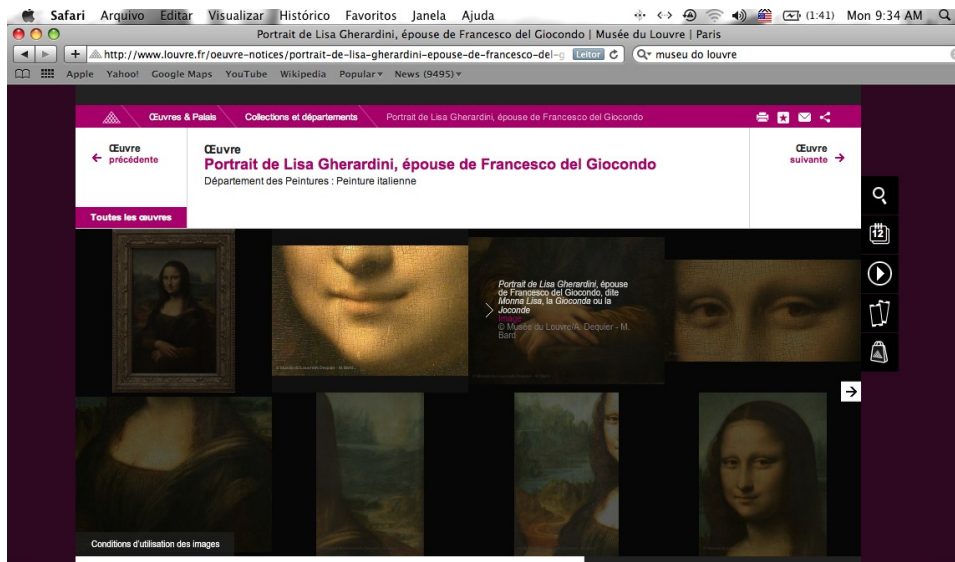 Safari Arquivo Editar Visualizar Histórico Favoritos Janela Ajuda (1:41) Mon 9:34 AM
Portrait de Lisa Gherardini, épouse de Francesco del Giocondo | Musée du Louvre | Paris
http://www.louvre.fr/oeuvre-notices/portrait-de-lisa-gherardini-epouse-de-francesco-del-g Leitor museu do louvre
Apple Yahoo! Google Maps YouTube Wikipedia Popular News (9495)
Œuvres & Palais Collections et départements Portrait de Lisa Gherardini, épouse de Francesco del Giocondo
Œuvre
précédente
Œuvre
Portrait de Lisa Gherardini, épouse de Francesco del Giocondo
Département des Peintures : Peinture italienne
Œuvre
suivante
Toutes les œuvres
12
Portrait de Lisa Gherardini, épouse
de Francesco del Giocondo, dite
Monna Lisa, la Gioconda ou la
Joconde
Image
© Musée du Louvre/A. Dequier - M.
Bard
Conditions d'utilisation des images